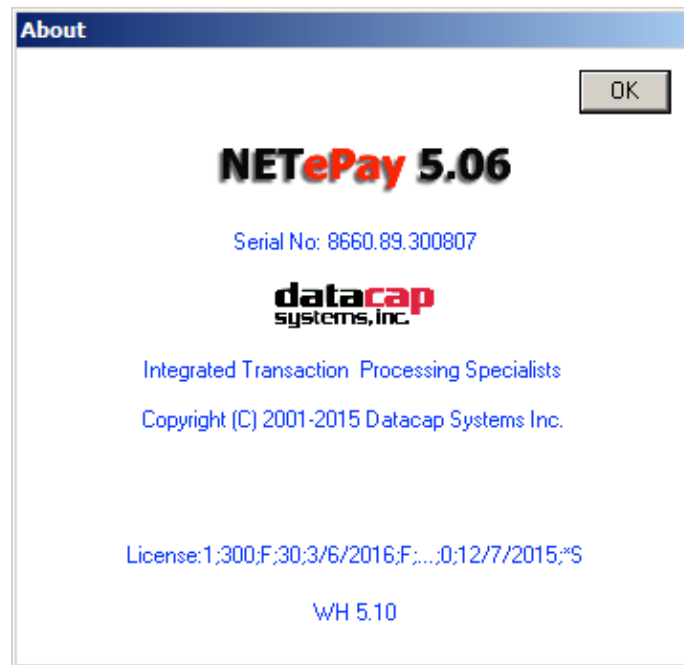 About
OK
NETePay 5.06
Serial No: 8660.89.300807
datacap
systems, inc.
Integrated Transaction  Processing Specialists
Copyright (C) 2001-2015 Datacap Systems Inc.
License:1;300;F;30;3/6/2016;F;...;0;12/7/2015;*S
WH 5.10